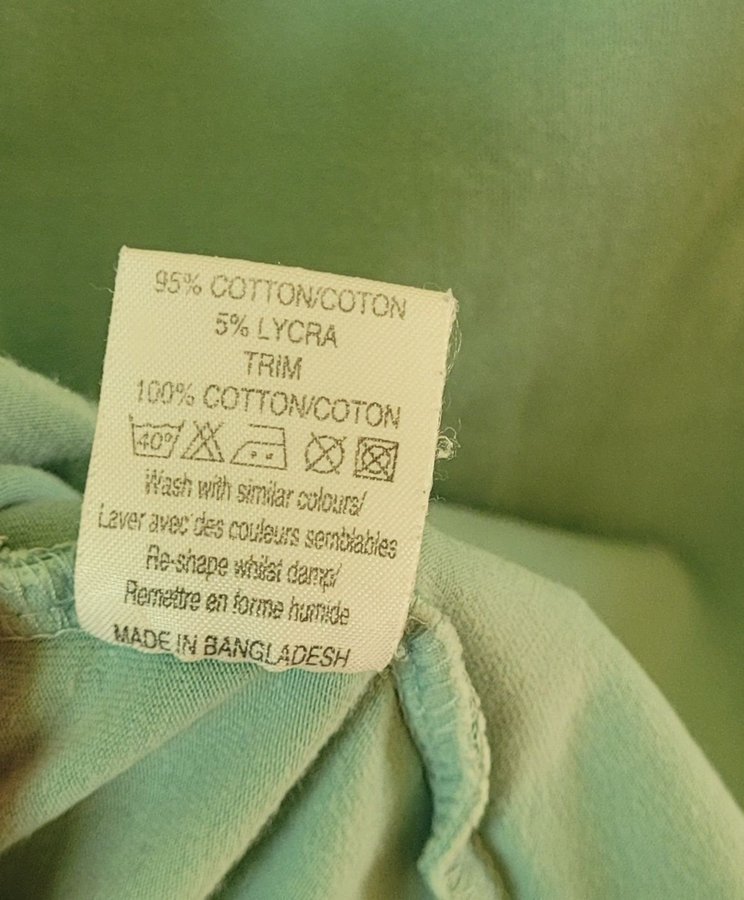 95% COTTON/COTON
5% LYCRA
TRIM
100% COTTON/COTON
40°
Wash with similar colours/
Laver avec des couleurs semblables
Re-shape whilst damp/
Remettre en forme humide
MADE IN BANGLADESH